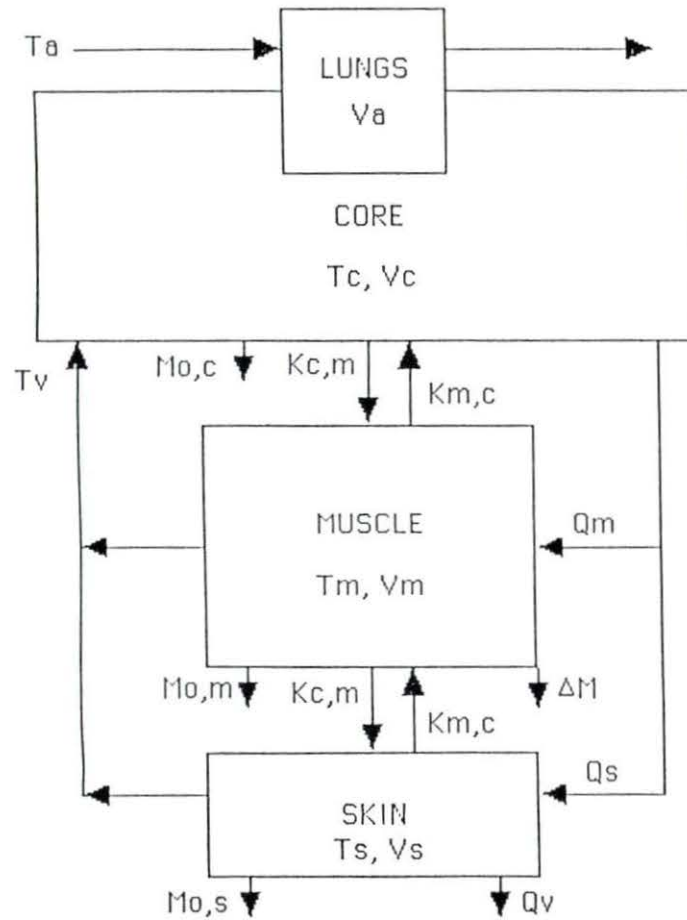 Ta
LUNGS
Va
CORE
Tc, Vc
Tv
Mo,c
Kc,m
Km,c
MUSCLE
Tm, Vm
Qm
Mo,m
Kc,m
Km,c
ΔM
SKIN
Ts, Vs
Qs
Mo,s
Qv